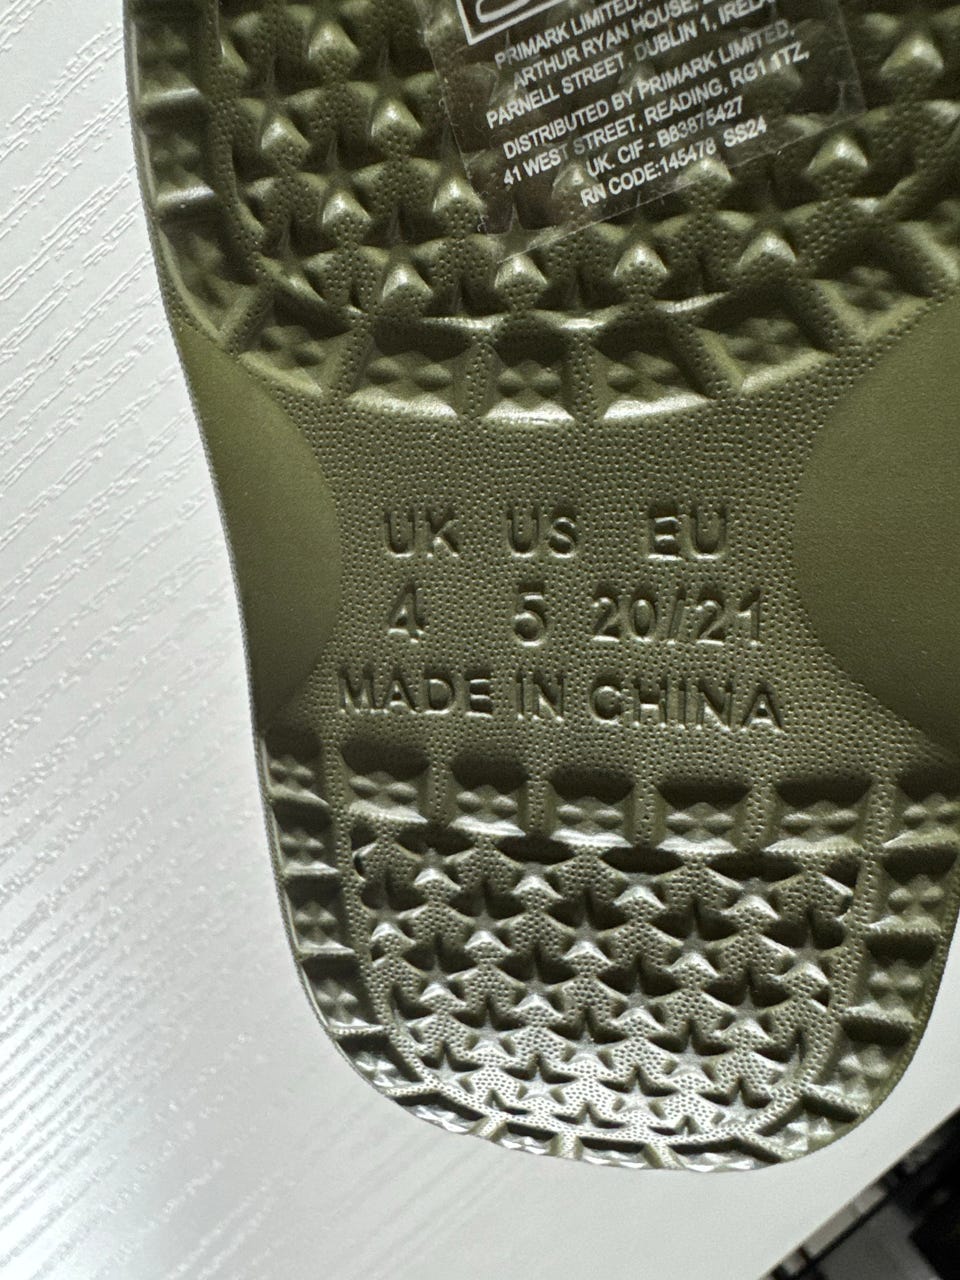 PRIMARK LIMITED,
ARTHUR RYAN HOUSE,
PARNELL STREET, DUBLIN 1,
DISTRIBUTED BY PRIMARK LIMITED,
41 WEST STREET, READING, RG1 1TZ,
UK. CIF - B83875427
RN CODE:145478 SS24
UK US EU
4 5 20/21
MADE IN CHINA